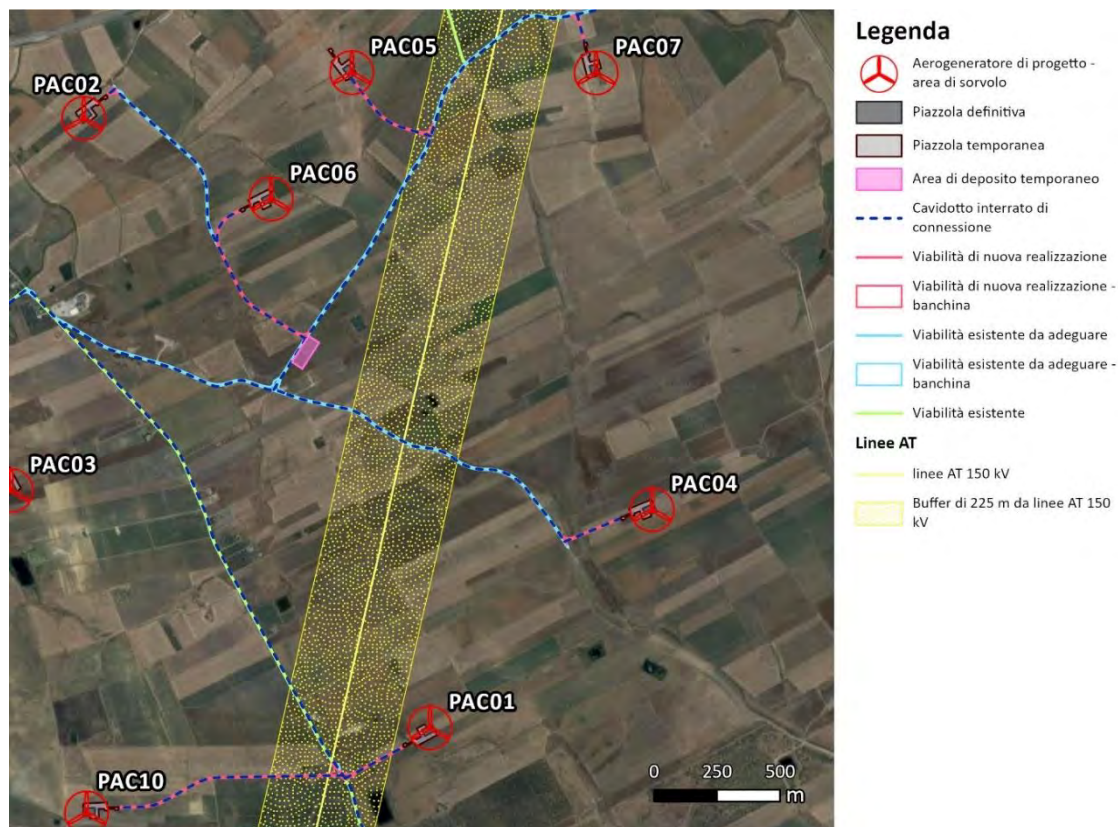 PAC05
PAC07
PAC02
PAC06
PAC03
PAC04
PAC01
PAC10
0 250 500
m
Legenda
Aerogeneratore di progetto -
area di sorvolo
Piazzola definitiva
Piazzola temporanea
Area di deposito temporaneo
Cavidotto interrato di
connessione
Viabilità di nuova realizzazione
Viabilità di nuova realizzazione -
banchina
Viabilità esistente da adeguare
Viabilità esistente da adeguare -
banchina
Viabilità esistente
Linee AT
linee AT 150 kV
Buffer di 225 m da linee AT 150
kV